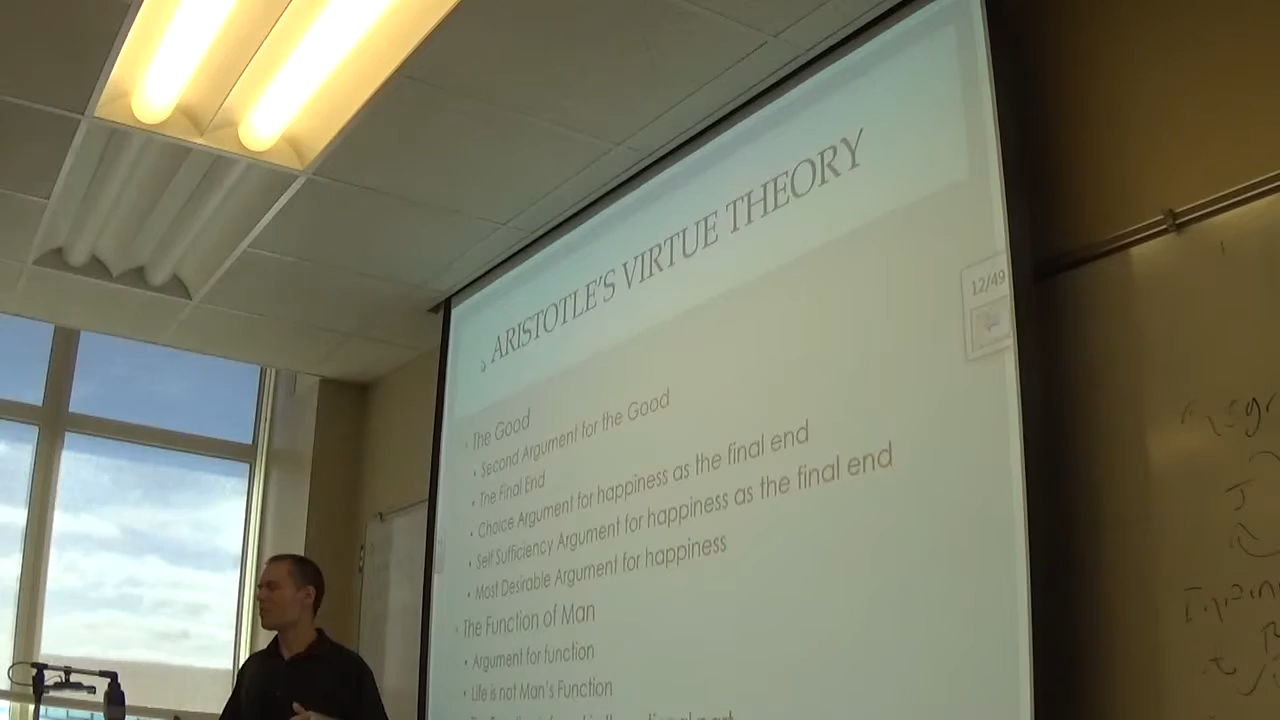 ARISTOTLE'S VIRTUE THEORY
12/49
The Good
Second Argument for the Good
The Final End
Choice Argument for happiness as the final end
Self Sufficiency Argument for happiness as the final end
Most Desirable Argument for happiness
The Function of Man
Argument for function
Life is not Man's Function